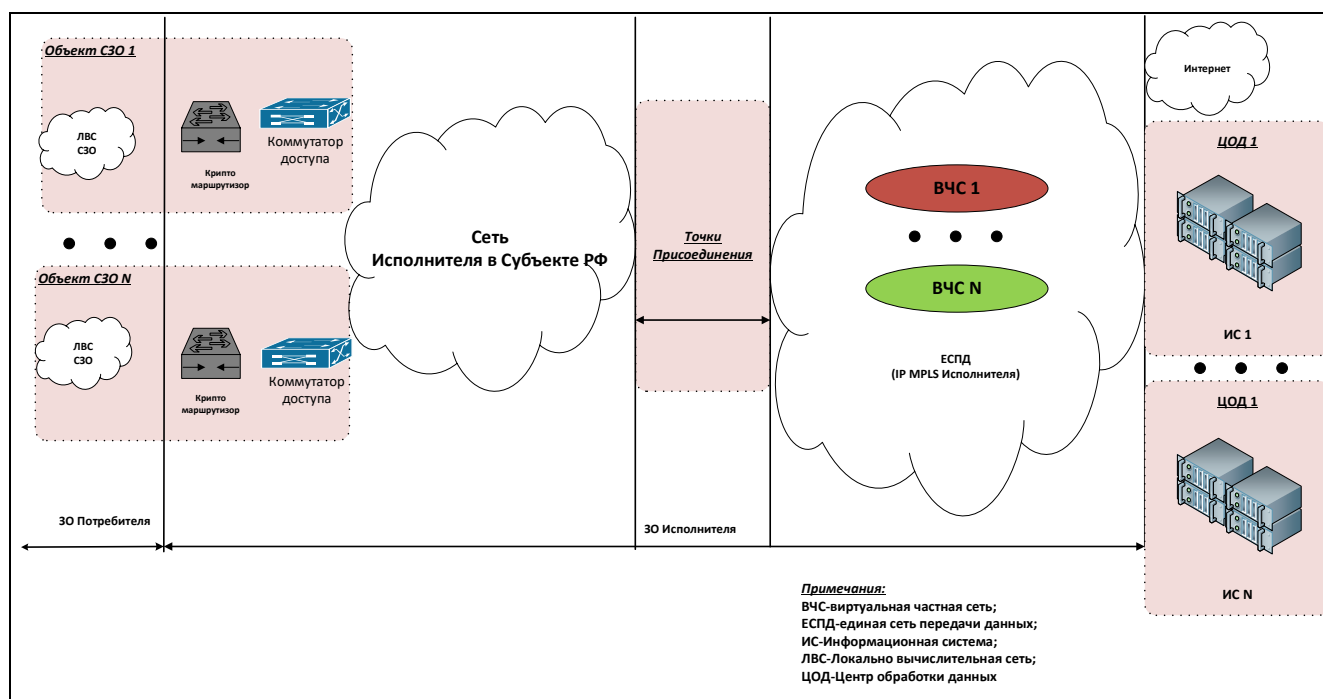 Объект СЗО 1
ЛВС
СЗО
Крипто
маршрутизор
Коммутатор
доступа
Объект СЗО N
ЛВС
СЗО
Крипто
маршрутизор
Коммутатор
доступа
Сеть
Исполнителя в Субъекте РФ
Точки
Присоединения
ВЧС 1
ВЧС N
ЕСПД
(IP MPLS Исполнителя)
Интернет
ЦОД 1
ИС 1
ЦОД 1
ИС N
ЗО Потребителя
ЗО Исполнителя
Примечания:
ВЧС-виртуальная частная сеть;
ЕСПД-единая сеть передачи данных;
ИС-Информационная система;
ЛВС-Локально вычислительная сеть;
ЦОД-Центр обработки данных